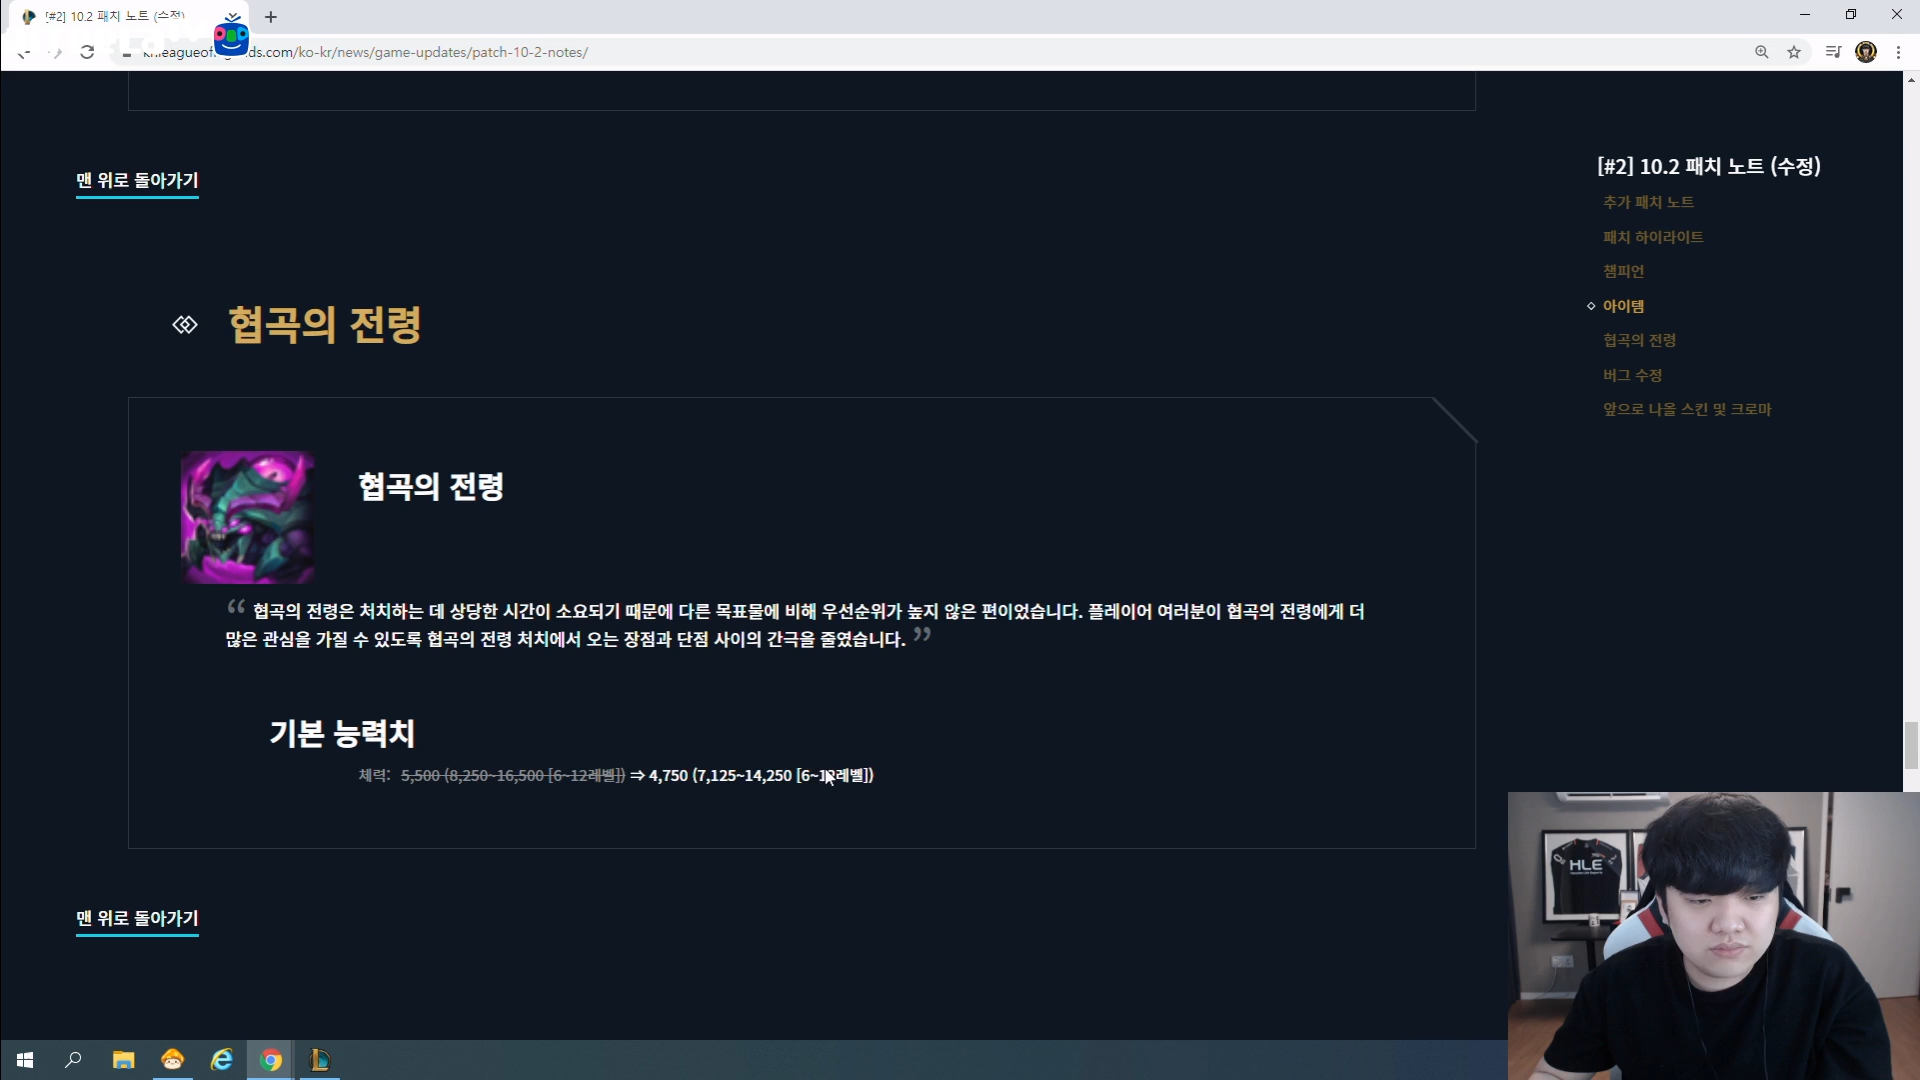 [#2] 10.2 패치 노트 (수정)
/ko-kr/news/game-updates/patch-10-2-notes/
맨 위로 돌아가기
협곡의 전령
협곡의 전령
“ 협곡의 전령은 처치하는 데 상당한 시간이 소요되기 때문에 다른 목표물에 비해 우선순위가 높지 않은 편이었습니다. 플레이어 여러분이 협곡의 전령에게 더
많은 관심을 가질 수 있도록 협곡의 전령 처치에서 오는 장점과 단점 사이의 간극을 줄였습니다. ”
기본 능력치
체력: 5,500 (8,250~16,500 [6~12레벨]) ⇒ 4,750 (7,125~14,250 [6~12레벨])
맨 위로 돌아가기
[#2] 10.2 패치 노트 (수정)
추가 패치 노트
패치 하이라이트
챔피언
아이템
협곡의 전령
버그 수정
앞으로 나올 스킨 및 크로마
HLE